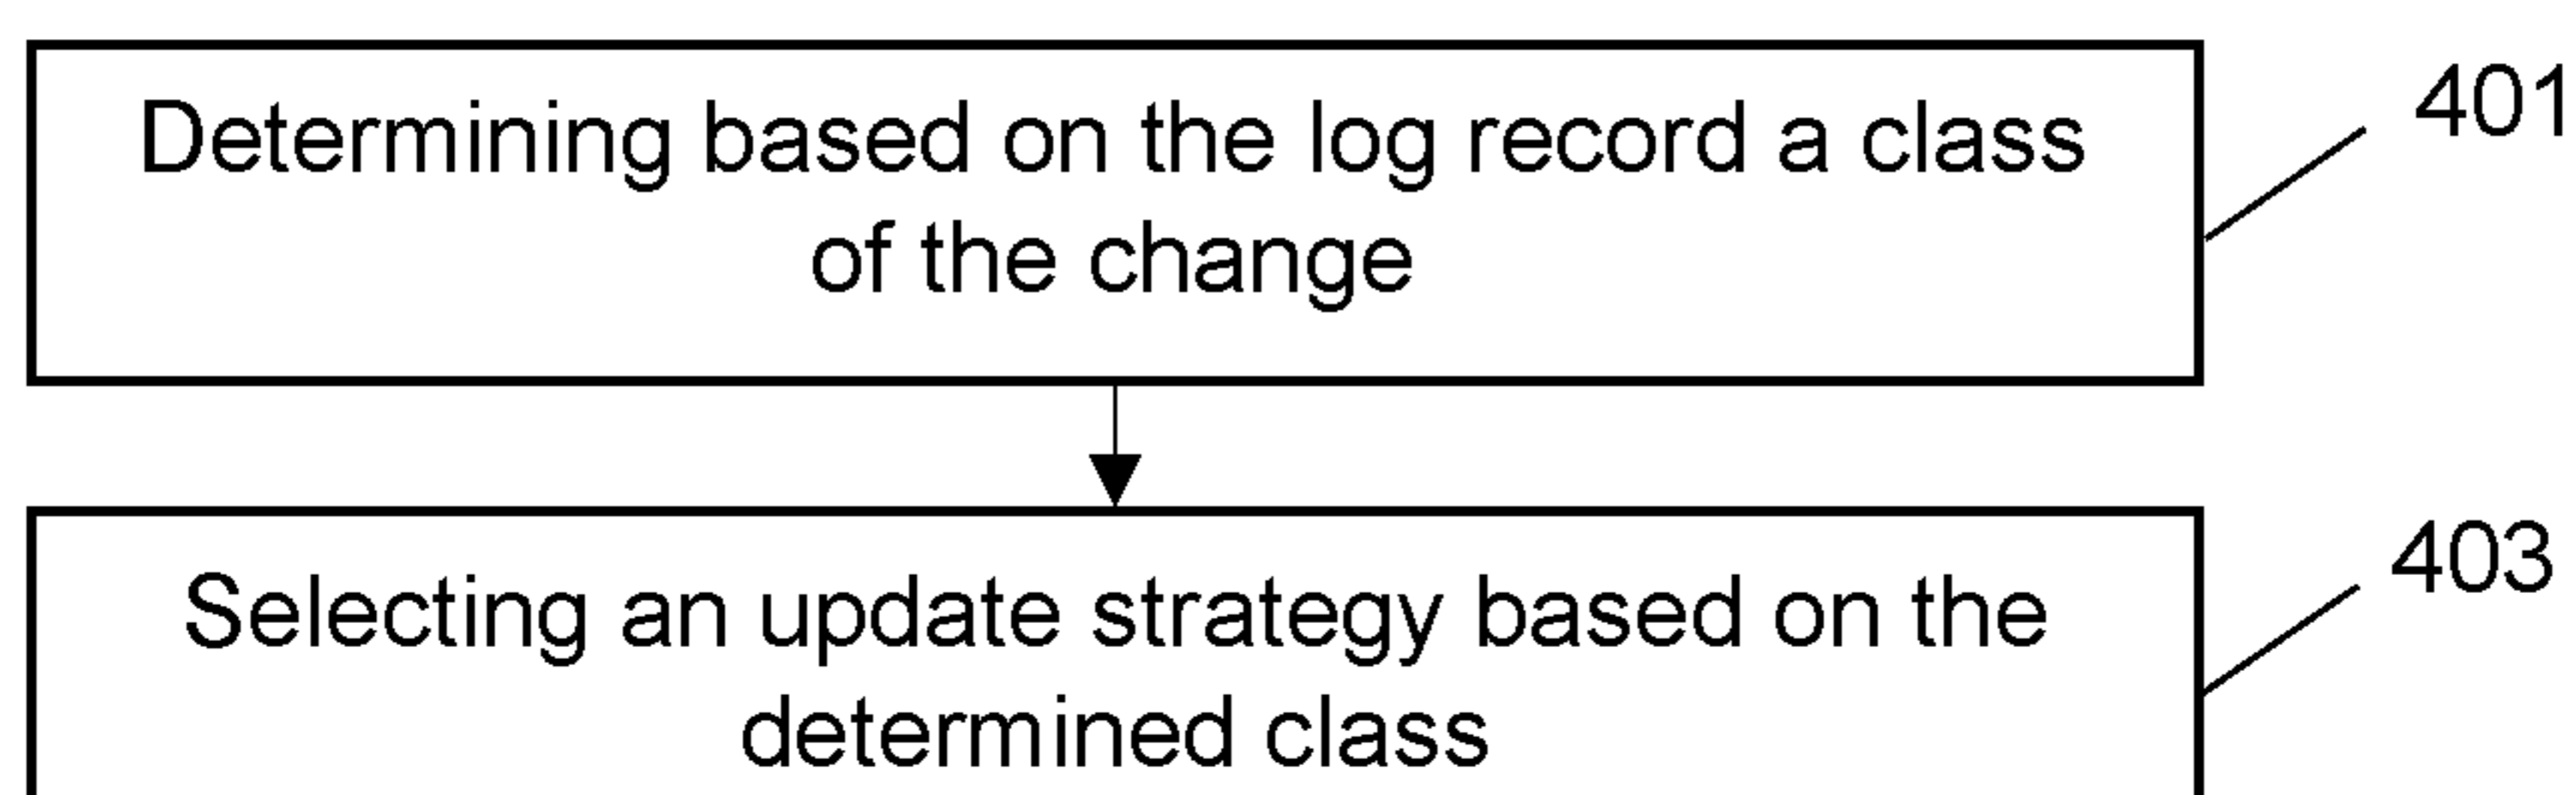 Determining based on the log record a class
of the change
401
Selecting an update strategy based on the
determined class
403